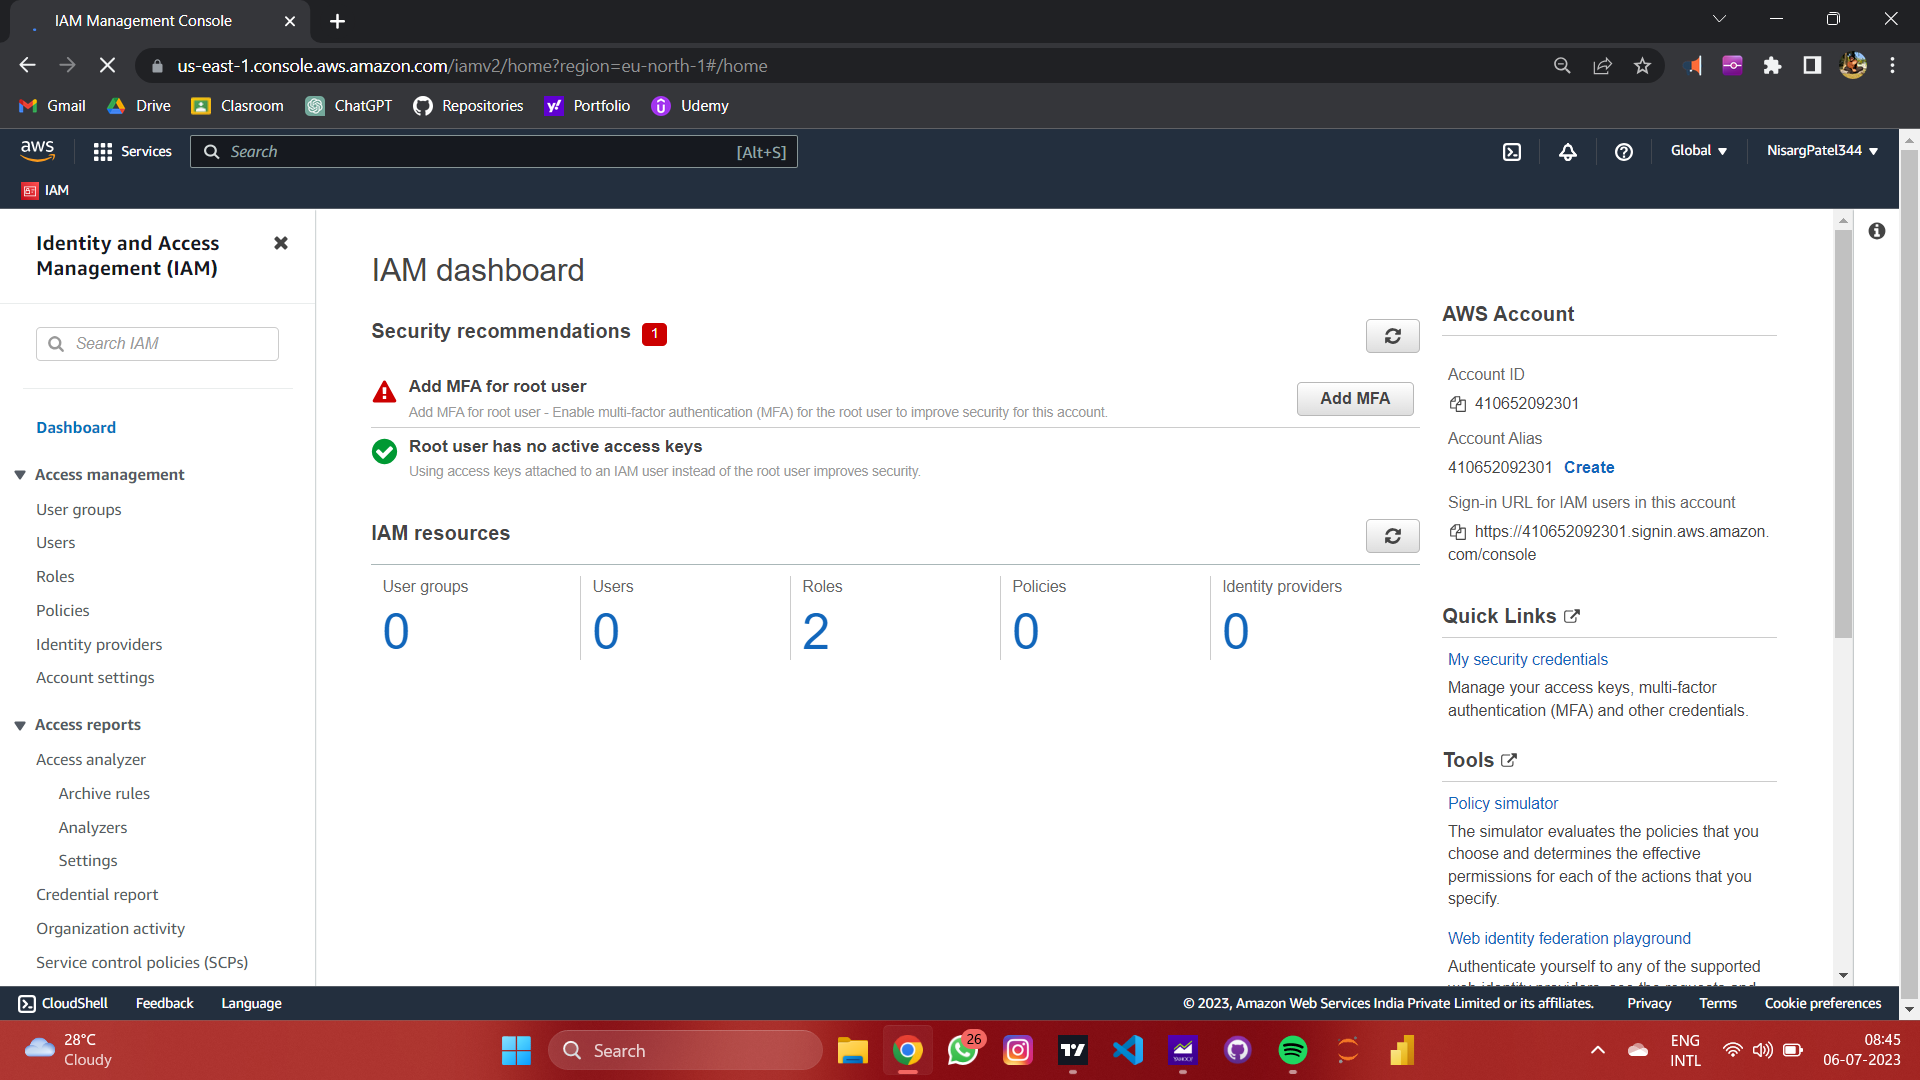 IAM Management Console
us-east-1.console.aws.amazon.com/iamv2/home?region=eu-north-1#/home
Gmail
Drive
Clasroom
ChatGPT
Repositories
Portfolio
Udemy
aws
Services
Search
[Alt+S]
Global
NisargPatel344
IAM
Identity and Access
Management (IAM)
Search IAM
Dashboard
Access management
User groups
Users
Roles
Policies
Identity providers
Account settings
Access reports
Access analyzer
Archive rules
Analyzers
Settings
Credential report
Organization activity
Service control policies (SCPs)
IAM dashboard
Security recommendations
1
Add MFA for root user
Add MFA for root user - Enable multi-factor authentication (MFA) for the root user to improve security for this account.
Add MFA
Root user has no active access keys
Using access keys attached to an IAM user instead of the root user improves security.
IAM resources
User groups
0
Users
0
Roles
2
Policies
0
Identity providers
0
AWS Account
Account ID
410652092301
Account Alias
410652092301 Create
Sign-in URL for IAM users in this account
https://410652092301.signin.aws.amazon.
com/console
Quick Links
My security credentials
Manage your access keys, multi-factor
authentication (MFA) and other credentials.
Tools
Policy simulator
The simulator evaluates the policies that you
choose and determines the effective
permissions for each of the actions that you
specify.
Web identity federation playground
Authenticate yourself to any of the supported
CloudShell
Feedback
Language
© 2023, Amazon Web Services India Private Limited or its affiliates.
Privacy
Terms
Cookie preferences
28°C
Cloudy
Search
26
ENG
INTL
08:45
06-07-2023